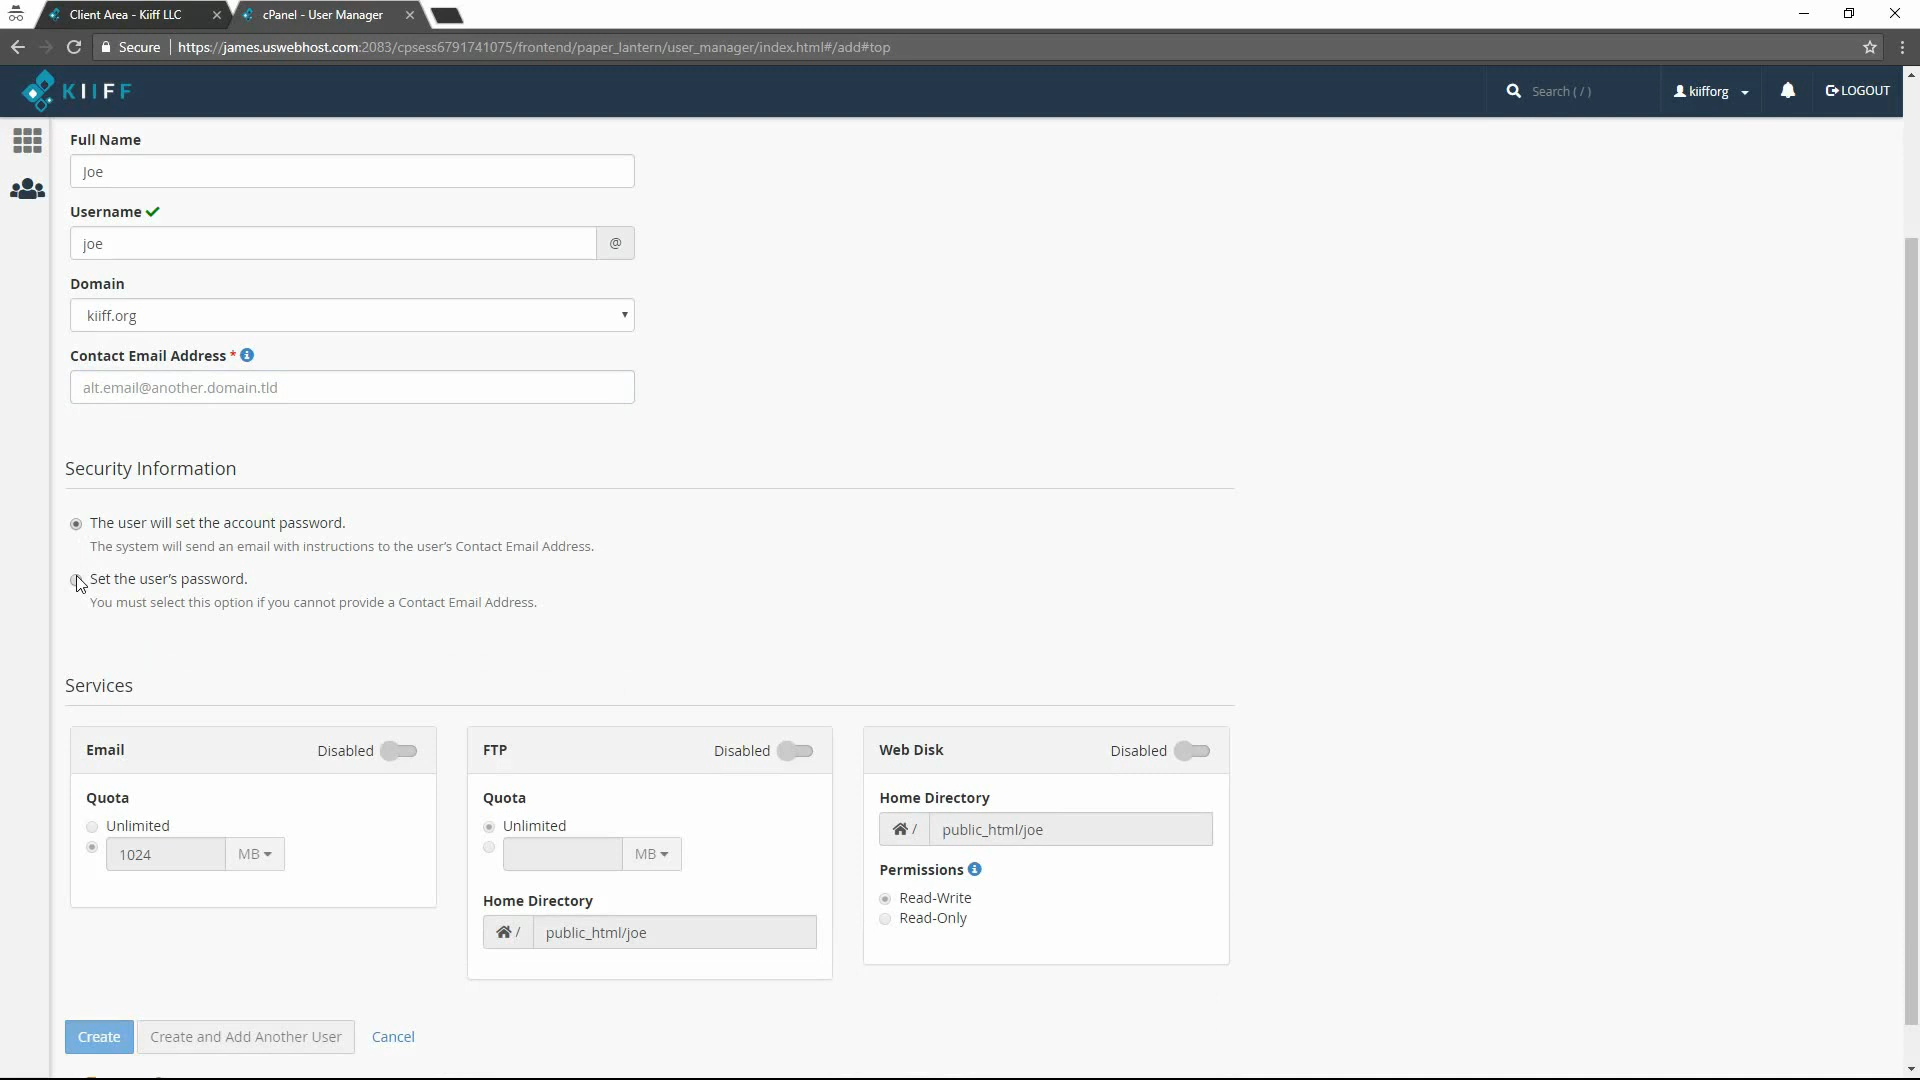 Client Area - Kiiff LLC
cPanel - User Manager
Secure
https://james.uswebhost.com:2083/cpsess6791741075/frontend/paper_lantern/user_manager/index.html#/add#top
KIIFF
Search ( / )
kiifforg
LOGOUT
Full Name
Joe
Username
joe
@
Domain
kiiff.org
Contact Email Address *
alt.email@another.domain.tld
Security Information
The user will set the account password.
The system will send an email with instructions to the user's Contact Email Address.
Set the user's password.
You must select this option if you cannot provide a Contact Email Address.
Services
Email
Disabled
Quota
Unlimited
1024
MB
FTP
Disabled
Quota
Unlimited
MB
Home Directory
/
public_html/joe
Web Disk
Disabled
Home Directory
/
public_html/joe
Permissions
Read-Write
Read-Only
Create
Create and Add Another User
Cancel